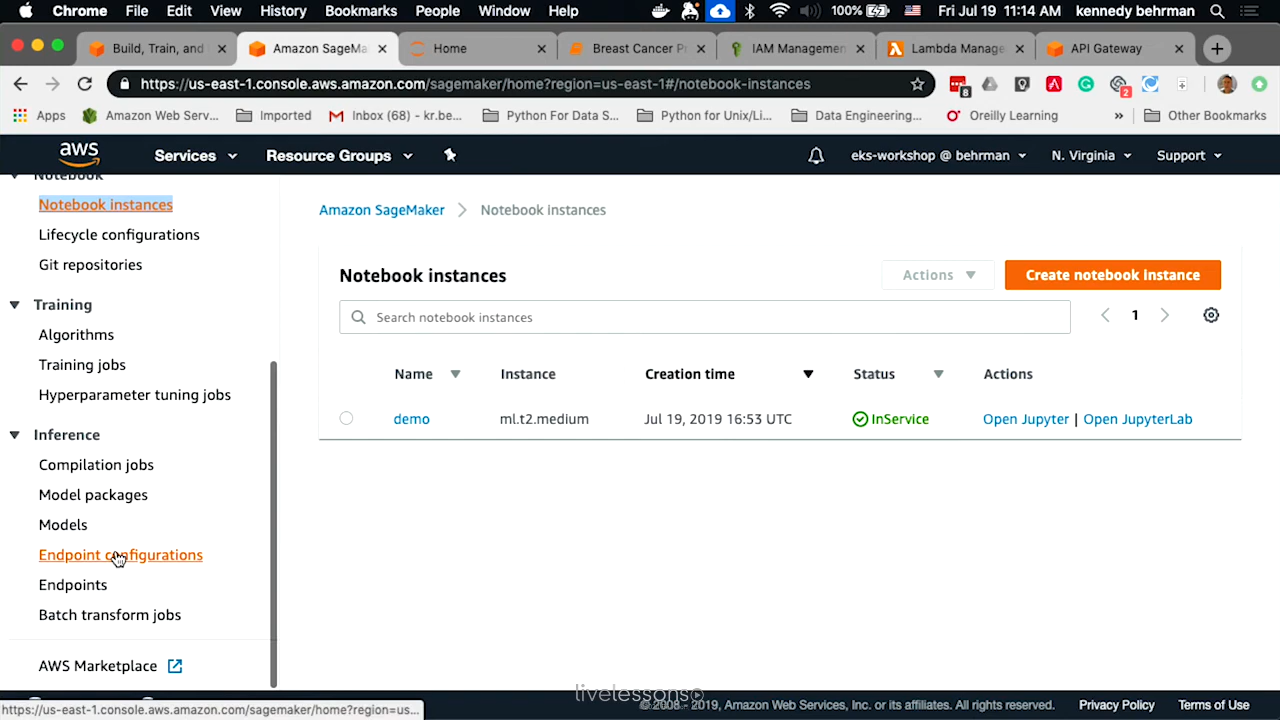 Chrome File Edit View History Bookmarks People Window Help 100% Fri Jul 19 11:14 AM kennedy behrman
Build, Train, and Amazon SageMa Home Breast Cancer P IAM Managemen Lambda Manage API Gateway
https://us-east-1.console.aws.amazon.com/sagemaker/home?region=us-east-1#/notebook-instances 8 2
Apps Amazon Web Serv... Imported Inbox (68) - kr.be... Python For Data S... Python for Unix/Li... Data Engineering... Oreilly Learning » Other Bookmarks
aws Services Resource Groups eks-workshop @ behrman N. Virginia Support
Notebook
Notebook instances
Lifecycle configurations
Git repositories
Training
Algorithms
Training jobs
Hyperparameter tuning jobs
Inference
Compilation jobs
Model packages
Models
Endpoint configurations
Endpoints
Batch transform jobs
AWS Marketplace
Amazon SageMaker Notebook instances
Notebook instances Actions Create notebook instance
Search notebook instances 1
Name Instance Creation time Status Actions
demo ml.t2.medium Jul 19, 2019 16:53 UTC InService Open Jupyter | Open JupyterLab
livelessons
https://us-east-1.console.aws.amazon.com/sagemaker/home?region=us... © 2008 - 2019, Amazon Web Services, Inc. or its affiliates. All rights reserved. Privacy Policy Terms of Use